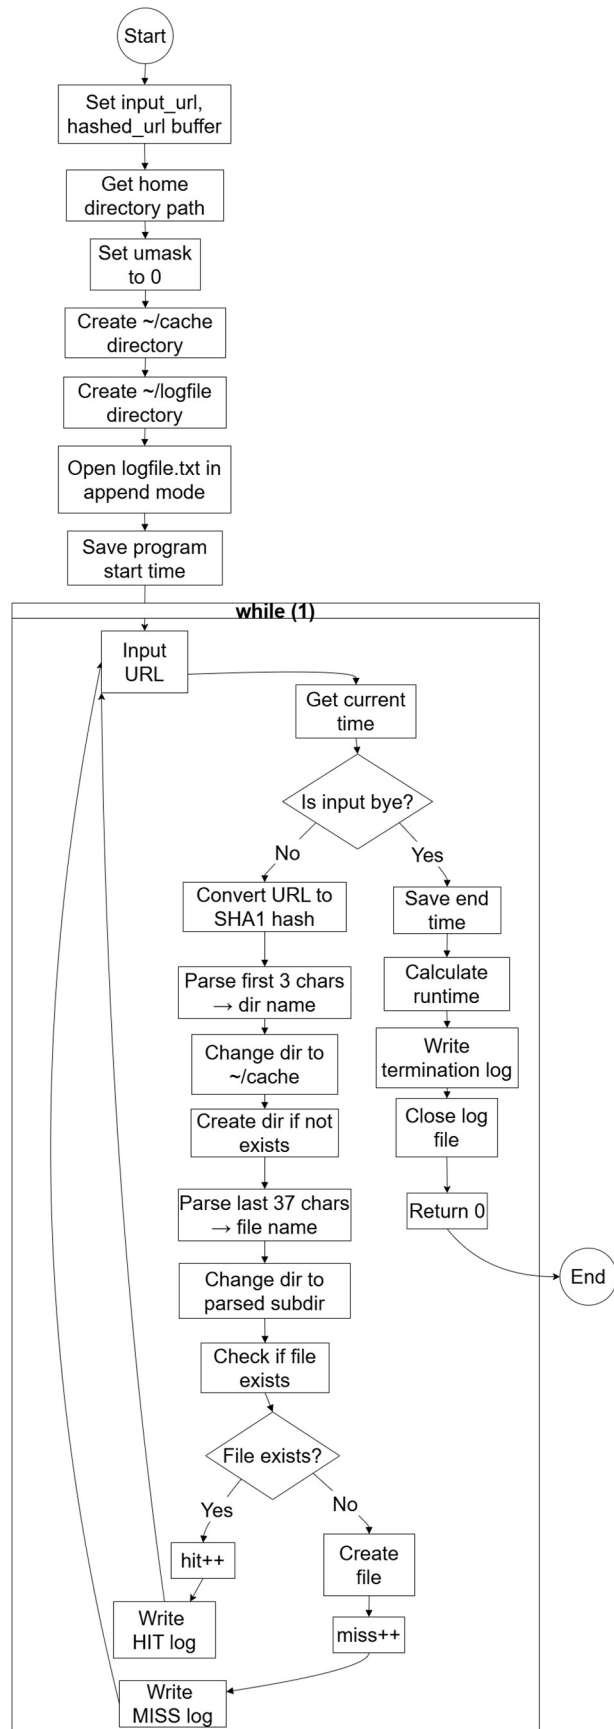 Start
Set input_url,
hashed_url buffer
Get home
directory path
Set umask
to 0
Create ~/cache
directory
Create ~/logfile
directory
Open logfile.txt in
append mode
Save program
start time
while (1)
Input
URL
Get current
time
Is input bye?
No
Yes
Convert URL to
SHA1 hash
Parse first 3 chars
→ dir name
Change dir to
~/cache
Create dir if not
exists
Parse last 37 chars
→ file name
Change dir to
parsed subdir
Check if file
exists
File exists?
Yes
No
hit++
Write
HIT log
Create
file
miss++
Write
MISS log
Save end
time
Calculate
runtime
Write
termination log
Close log
file
Return 0
End